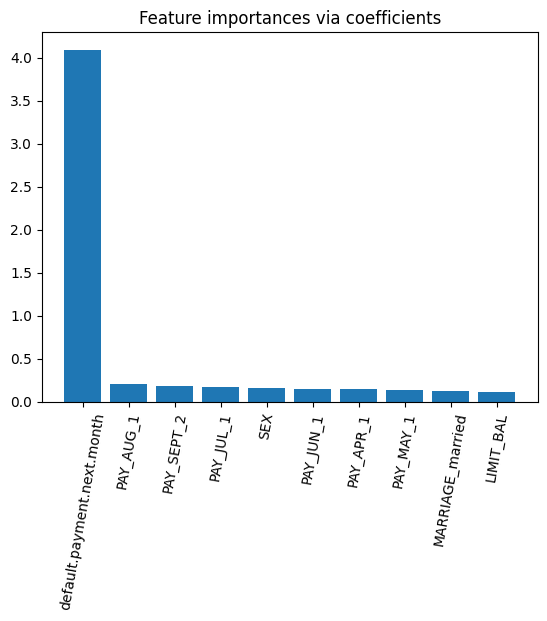 Feature importances via coefficients
4.0
3.5
3.0
2.5
2.0
1.5
1.0
0.5
0.0
default.payment.next.month
PAY_AUG_1
PAY_SEPT_2
PAY_JUL_1
SEX
PAY_JUN_1
PAY_APR_1
PAY_MAY_1
MARRIAGE_married
LIMIT_BAL